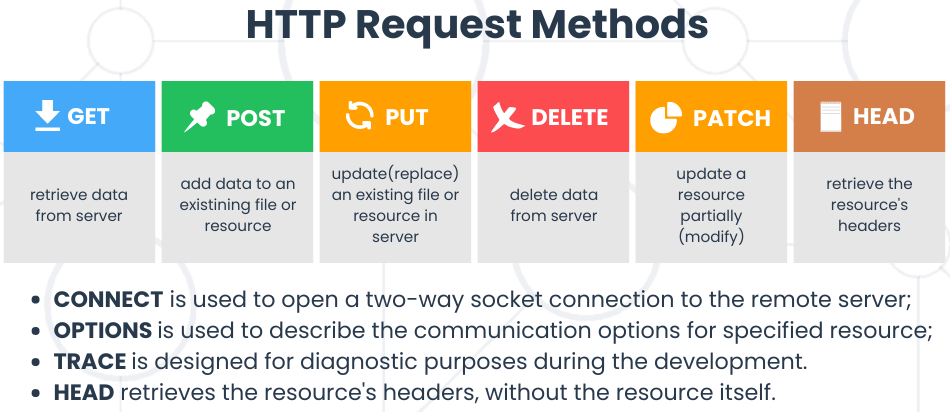 HTTP Request Methods
GET
POST
PUT
DELETE
PATCH
HEAD
retrieve data
from server
add data to an
existining file or
resource
update(replace)
an existing file or
resource in
server
delete data
from server
update a
resource
partially
(modify)
retrieve the
resource's
headers
• CONNECT is used to open a two-way socket connection to the remote server;
• OPTIONS is used to describe the communication options for specified resource;
• TRACE is designed for diagnostic purposes during the development.
• HEAD retrieves the resource's headers, without the resource itself.